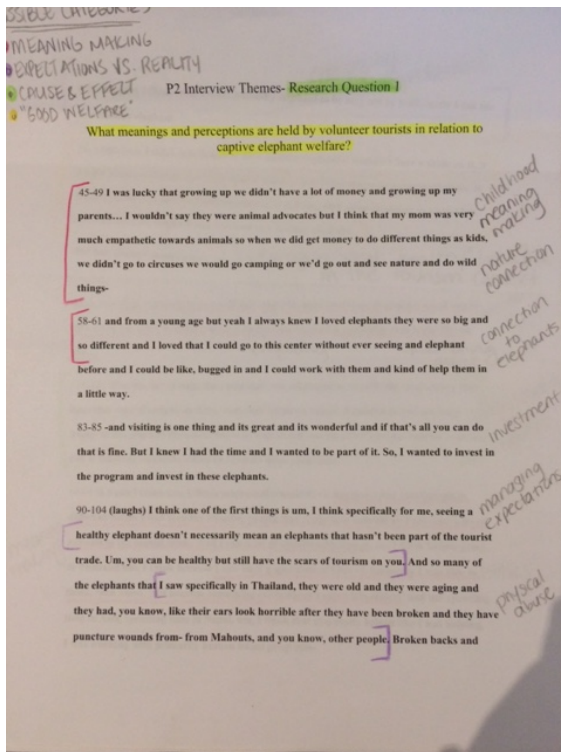 POSSIBLE CATEGORIES
MEANING MAKING
EXPECTATIONS VS. REALITY
CAUSE & EFFECT
"GOOD WELFARE"
P2 Interview Themes- Research Question 1
What meanings and perceptions are held by volunteer tourists in relation to
captive elephant welfare?
45-49 I was lucky that growing up we didn't have a lot of money and growing up my
parents... I wouldn't say they were animal advocates but I think that my mom was very
much empathetic towards animals so when we did get money to do different things as kids,
we didn't go to circuses we would go camping or we'd go out and see nature and do wild
things-
childhood
meaning
making
nature
connection
58-61 and from a young age but yeah I always knew I loved elephants they were so big and
so different and I loved that I could go to this center without ever seeing and elephant
before and I could be like, bugged in and I could work with them and kind of help them in
a little way.
connection
to
elephants
83-85 -and visiting is one thing and its great and its wonderful and if that's all you can do
that is fine. But I knew I had the time and I wanted to be part of it. So, I wanted to invest in
the program and invest in these elephants.
investment
90-104 (laughs) I think one of the first things is um, I think specifically for me, seeing a
healthy elephant doesn't necessarily mean an elephants that hasn't been part of the tourist
trade. Um, you can be healthy but still have the scars of tourism on you. And so many of
the elephants that I saw specifically in Thailand, they were old and they were aging and
they had, you know, like their ears look horrible after they have been broken and they have
puncture wounds from- from Mahouts, and you know, other people. Broken backs and
managing
expectations
physical
abuse